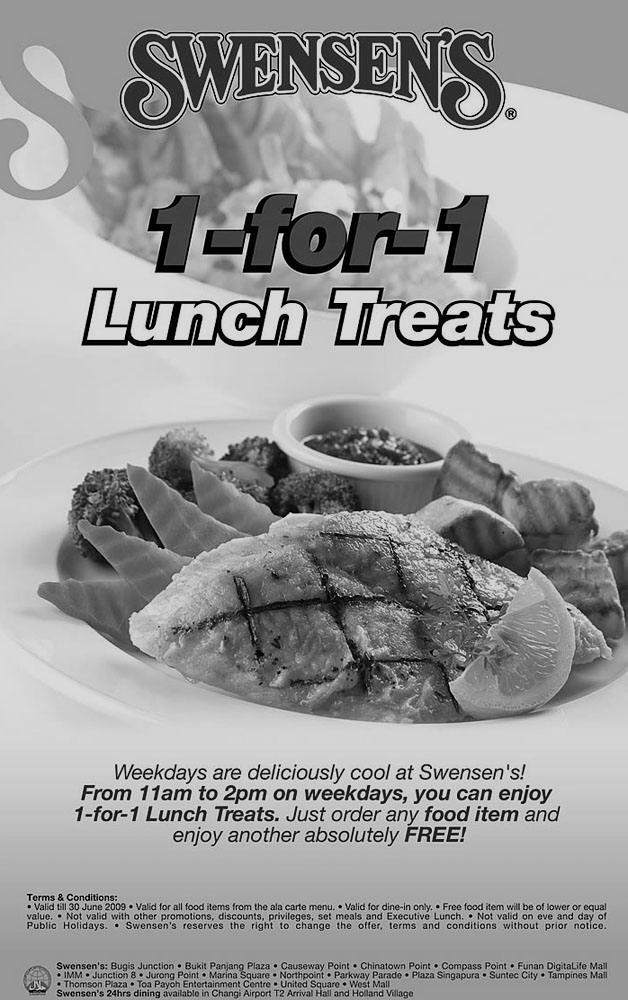 SWENSEN'S®
1-for-1
Lunch Treats
Weekdays are deliciously cool at Swensen's!
From 11am to 2pm on weekdays, you can enjoy
1-for-1 Lunch Treats. Just order any food item and
enjoy another absolutely FREE!
Terms & Conditions:
• Valid till 30 June 2009 • Valid for all food items from the ala carte menu. • Valid for dine-in only. • Free food item will be of lower or equal
value. • Not valid with other promotions, discounts, privileges, set meals and Executive Lunch. • Not valid on eve and day of
Public Holidays. • Swensen's reserves the right to change the offer, terms and conditions without prior notice.
Swensen's: Bugis Junction • Bukit Panjang Plaza • Causeway Point • Chinatown Point • Compass Point • Funan DigitaLife Mall
• IMM • Junction 8 • Jurong Point • Marina Square • Northpoint • Parkway Parade • Plaza Singapura • Suntec City • Tampines Mall
• Thomson Plaza • Toa Payoh Entertainment Centre • United Square • West Mall
Swensen's 24hrs dining available in Changi Airport T2 Arrival Hall and Holland Village